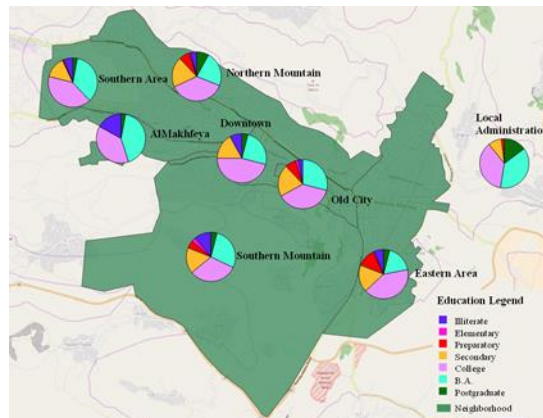 Southern Area
Northern Mountain
Downtown
AlMakhfeya
Local
Administration
Old City
Southern Mountain
Eastern Area
Education Legend
Illiterate
Elementary
Preparatory
Secondary
College
B.A.
Postgraduate
Neighborhood